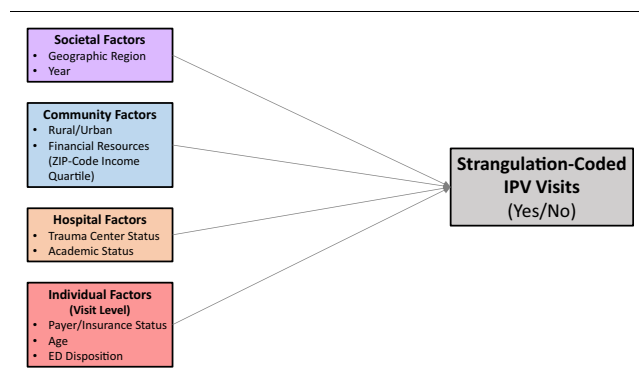 Societal Factors
• Geographic Region
• Year
Community Factors
• Rural/Urban
• Financial Resources
(ZIP-Code Income
Quartile)
Hospital Factors
• Trauma Center Status
• Academic Status
Individual Factors
(Visit Level)
• Payer/Insurance Status
• Age
• ED Disposition
Strangulation-Coded
IPV Visits
(Yes/No)